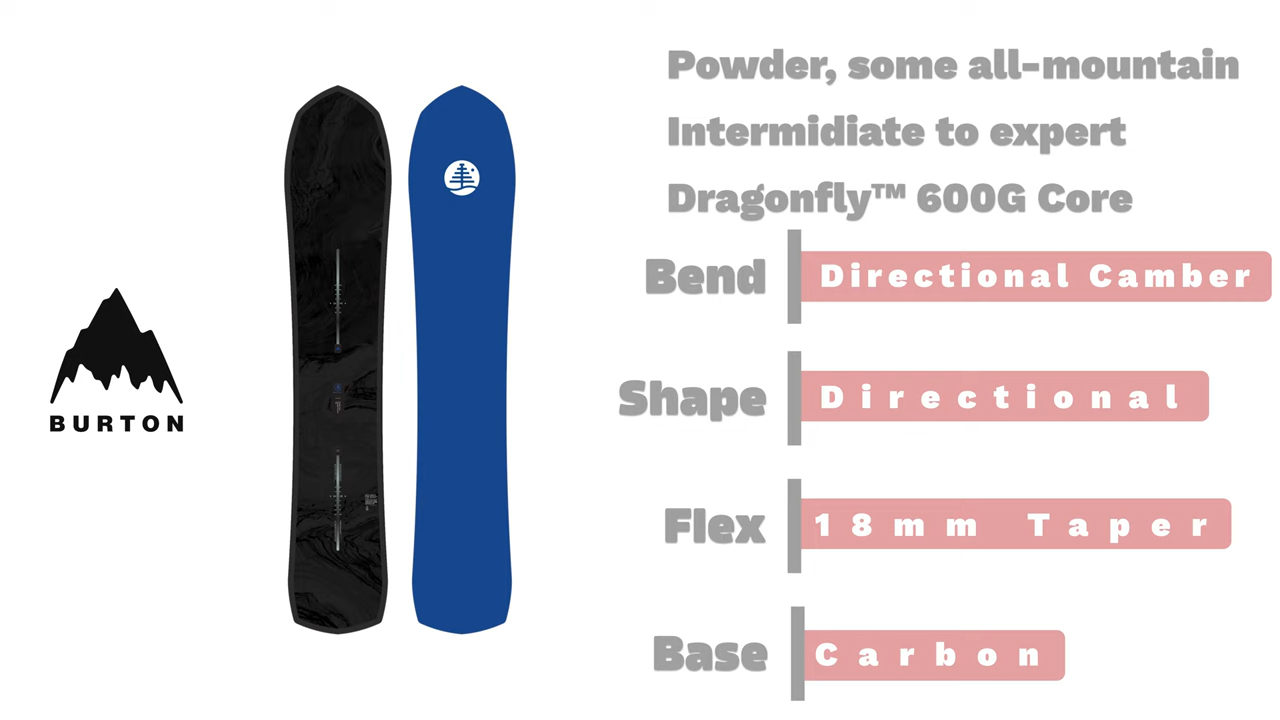 Powder, some all-mountain
Intermidiate to expert
Dragonfly™ 600G Core
Bend Directional Camber
Shape Directional
Flex 18mm Taper
Base Carbon
BURTON